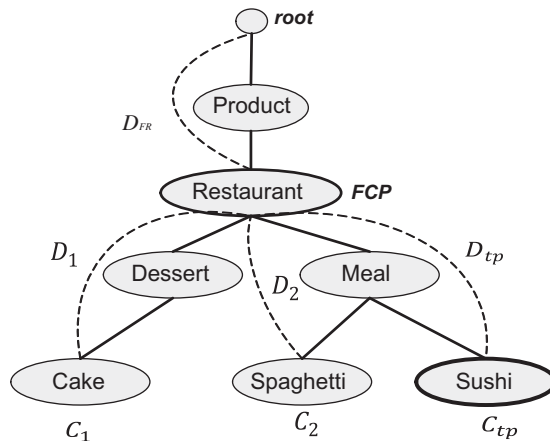 root
Product
D_FR
Restaurant
FCP
D_1
Dessert
D_2
Meal
D_tp
Cake
Spaghetti
Sushi
C_1
C_2
C_tp